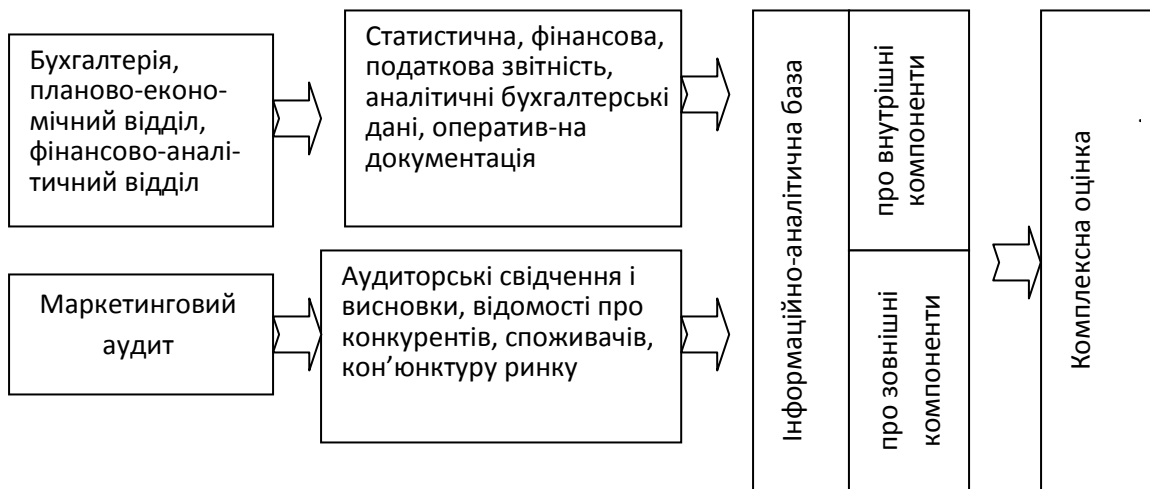 Бухгалтерія,
планово-еконо-
мічний відділ,
фінансово-аналі-
тичний відділ
Статистична, фінансова,
податкова звітність,
аналітичні бухгалтерські
дані, оператив-на
документація
Маркетинговий
аудит
Аудиторські свідчення і
висновки, відомості про
конкурентів, споживачів,
кон’юнктуру ринку
Інформаційно-аналітична база
про внутрішні
компоненти
про зовнішні
компоненти
Комплексна оцінка